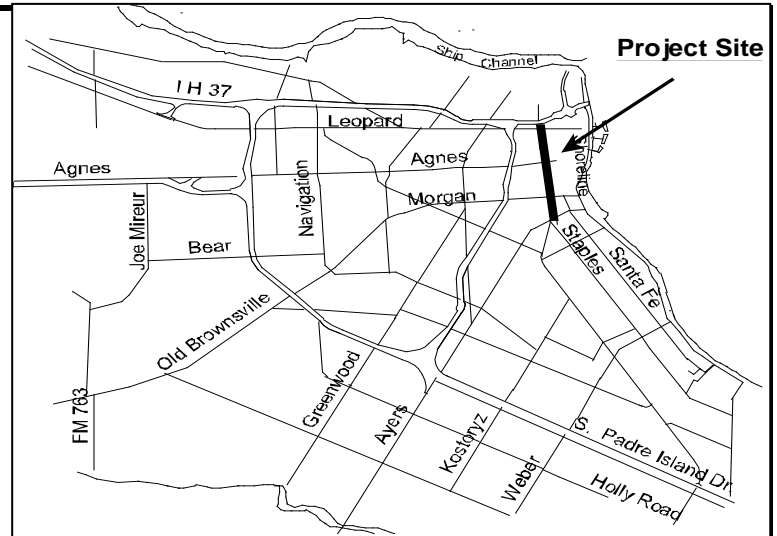 Project Site
Ship Channel
I H 37
Leopard
Shoreline
Agnes
Agnes
Navigation
Morgan
Joe Mireur
Bear
Staples
Santa Fe
Old Brownsville
Greenwood
FM 763
Ayers
Kostoryz
Weber
S. Padre Island Dr.
Holly Road